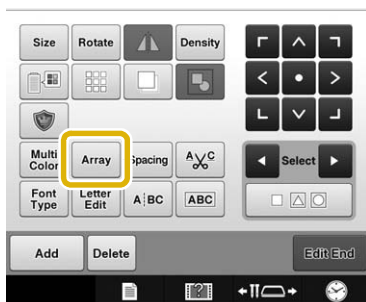 Size Rotate Density
Multi Color Array Spacing A C
Font Type Letter Edit A BC ABC
Select
Add Delete Edit End
?